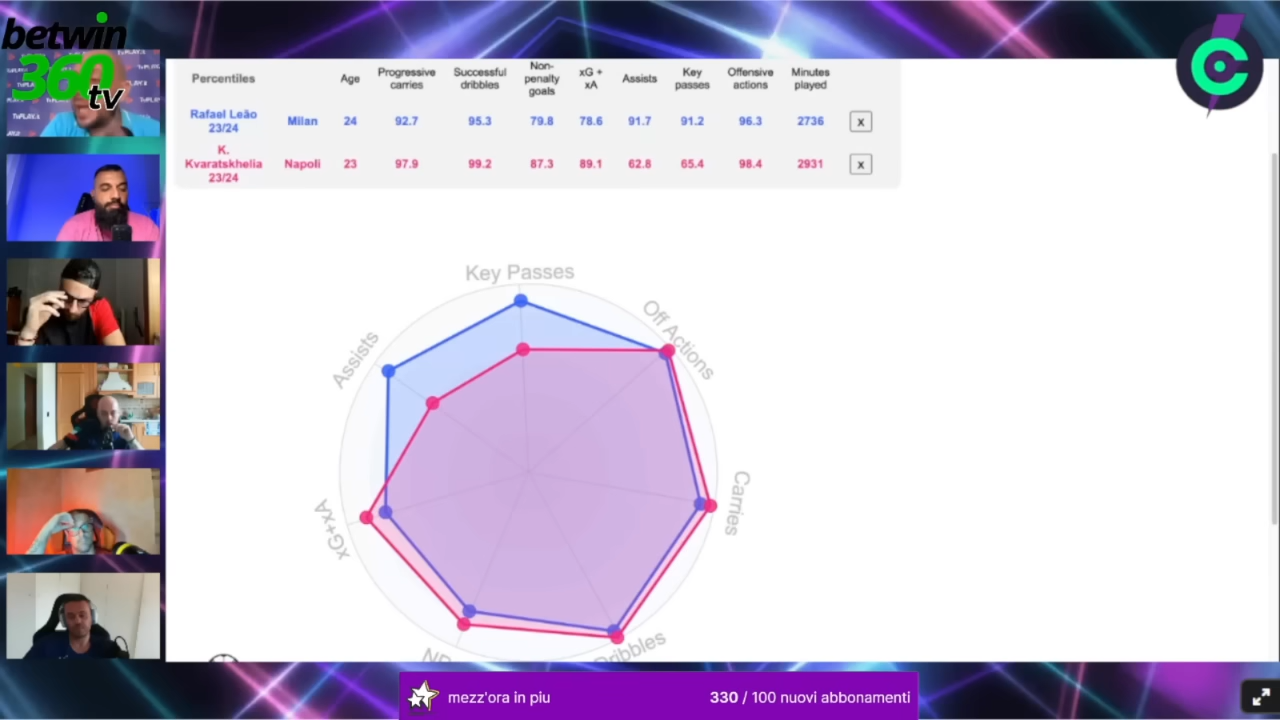 betwin
360
tv
Percentiles
Age
Progressive
carries
Successful
dribbles
Non-
penalty
goals
xG +
xA
Assists
Key
passes
Offensive
actions
Minutes
played
Rafael Leão
23/24
Milan
24
92.7
95.3
79.8
78.6
91.7
91.2
96.3
2736
x
K.
Kvaratskhelia
23/24
Napoli
23
97.9
99.2
87.3
89.1
62.8
65.4
98.4
2931
x
Key Passes
Off Actions
Assists
Carries
xG+xA
Dribbles
mezz'ora in piu
330 / 100 nuovi abbonamenti